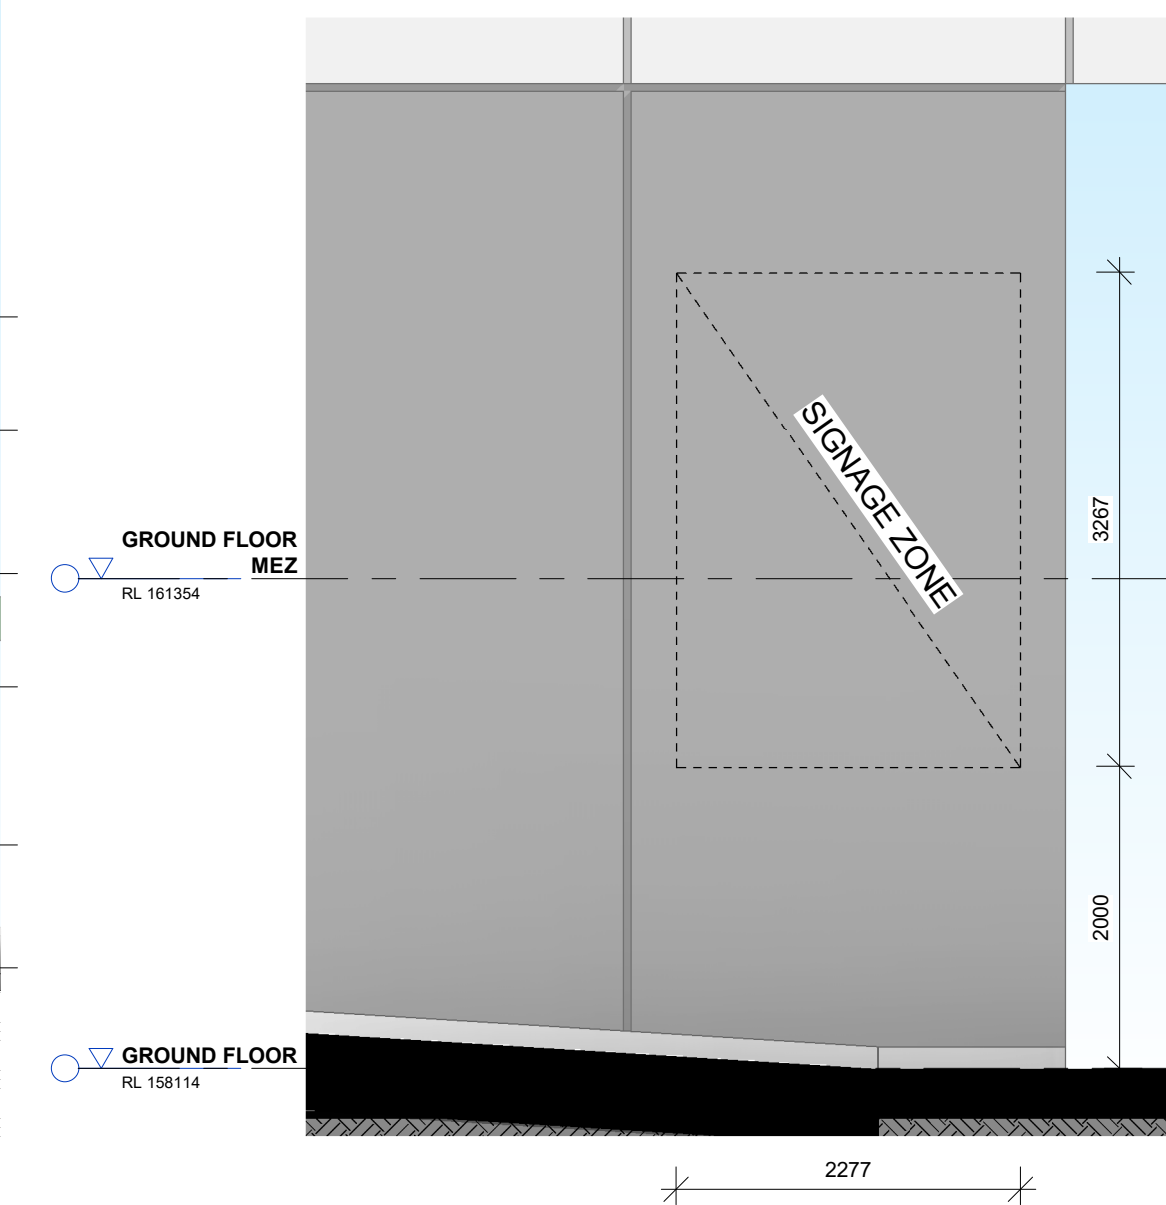 SIGNAGE ZONE
3267
GROUND FLOOR
MEZ
RL 161354
2000
GROUND FLOOR
RL 158114
2277